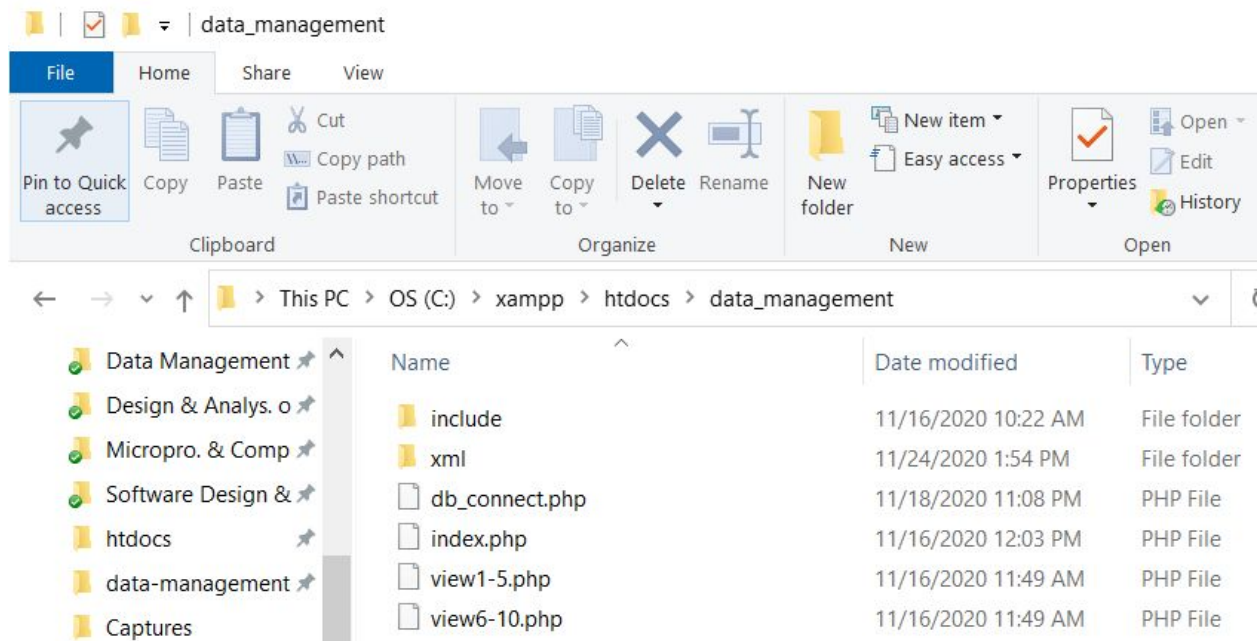 data_management
File Home Share View
Pin to Quick access
Copy
Paste
Cut
Copy path
Paste shortcut
Move to
Copy to
Delete
Rename
New folder
New item
Easy access
Properties
Open
Edit
History
Clipboard Organize New Open
This PC > OS (C:) > xampp > htdocs > data_management
Data Management
Design & Analys. o
Micropro. & Comp
Software Design &
htdocs
data-management
Captures
Name Date modified Type
include 11/16/2020 10:22 AM File folder
xml 11/24/2020 1:54 PM File folder
db_connect.php 11/18/2020 11:08 PM PHP File
index.php 11/16/2020 12:03 PM PHP File
view1-5.php 11/16/2020 11:49 AM PHP File
view6-10.php 11/16/2020 11:49 AM PHP File